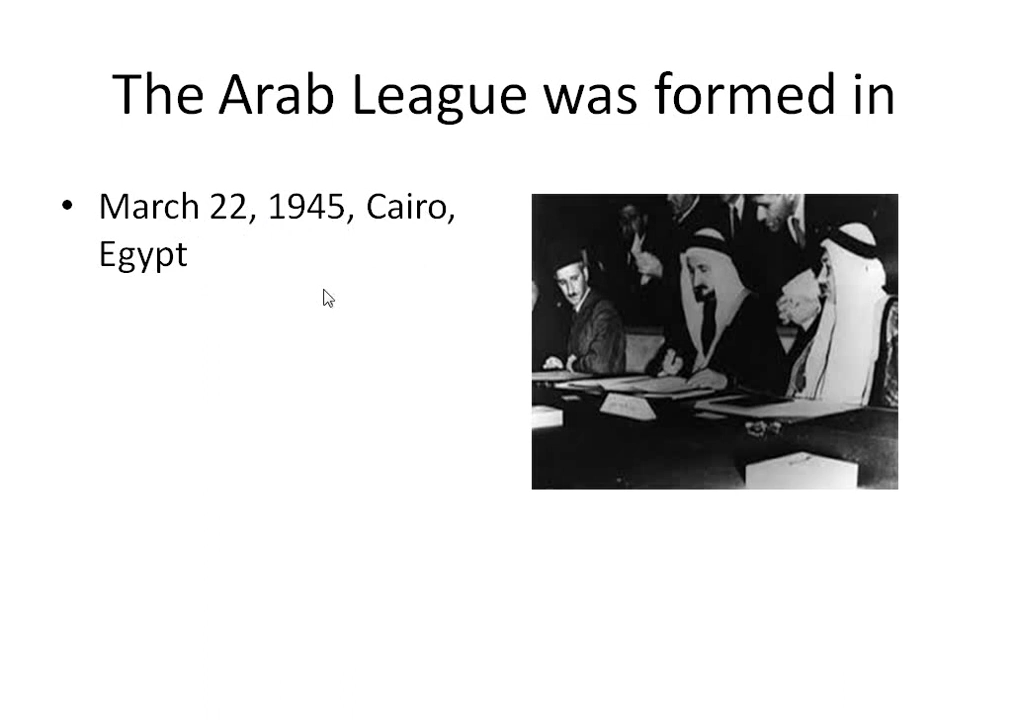 The Arab League was formed in
• March 22, 1945, Cairo,
Egypt